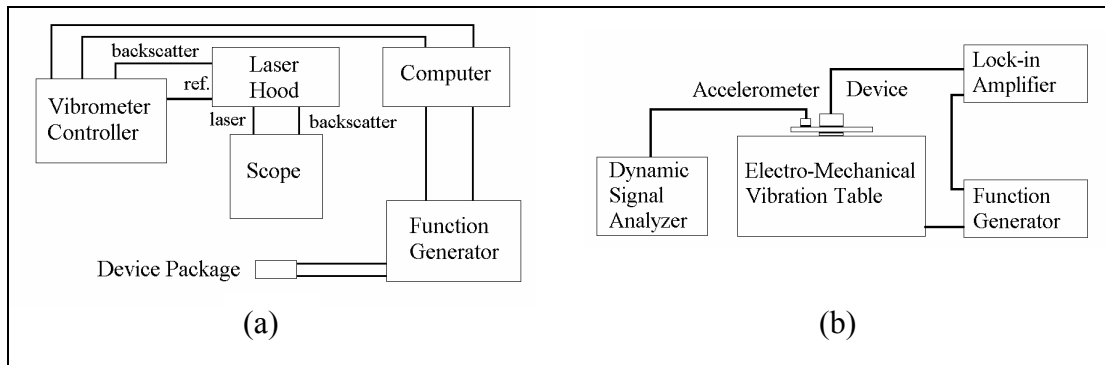 backscatter
ref.
Laser
Hood
Computer
Vibrometer
Controller
laser
backscatter
Scope
Function
Generator
Device Package
(a)
Lock-in
Amplifier
Accelerometer
Device
Dynamic
Signal
Analyzer
Electro-Mechanical
Vibration Table
Function
Generator
(b)